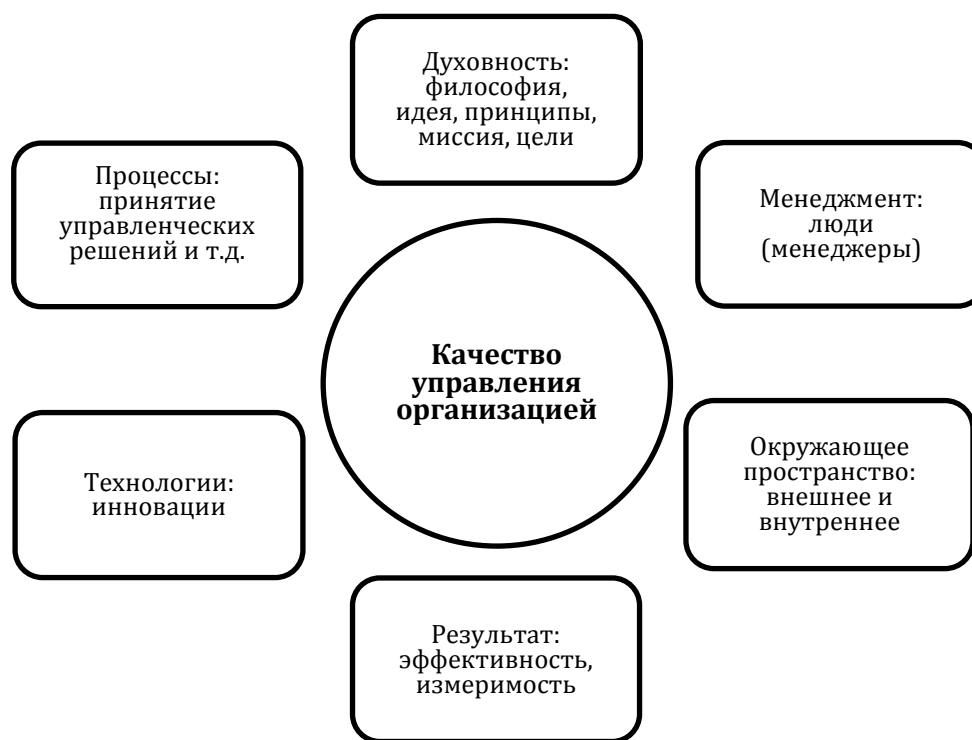 Духовность:
философия,
идея, принципы,
миссия, цели
Процессы:
принятие
управленческих
решений и т.д.
Менеджмент:
люди
(менеджеры)
Качество
управления
организацией
Технологии:
инновации
Окружающее
пространство:
внешнее и
внутреннее
Результат:
эффективность,
измеримость